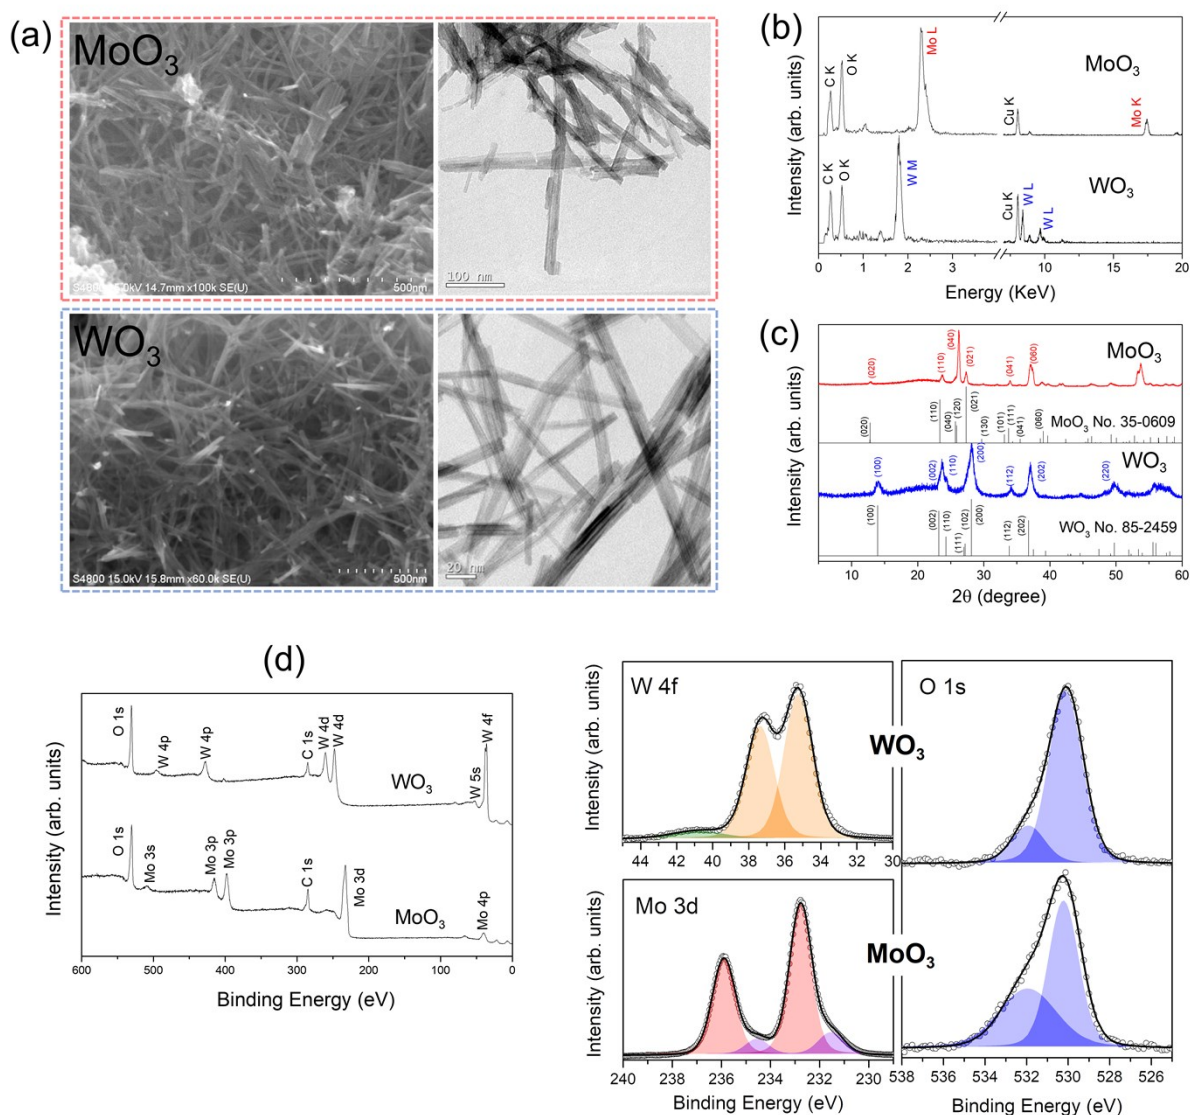 (a)
MoO3
S4800 15.0kV 14.7mm x100k SE(U)
500nm
100 nm
WO3
S4800 15.0kV 15.8mm x60.0k SE(U)
500nm
20 nm
(b)
Intensity (arb. units)
C K
O K
Mo L
Cu K
Mo K
MoO3
C K
O K
W M
Cu K
W L
W L
WO3
0 1 2 3 10 15 20
Energy (KeV)
(c)
Intensity (arb. units)
(020) (110) (040) (021) (041) (060)
MoO3
(020) (110) (040) (120) (021) (130) (101) (111) (041) (060)
MoO3 No. 35-0609
(100) (002) (110) (200) (112) (202) (220)
WO3
(100) (002) (110) (111) (102) (200) (112) (202)
WO3 No. 85-2459
10 20 30 40 50 60
2θ (degree)
(d)
Intensity (arb. units)
O 1s
W 4p
W 4p
C 1s
W 4d
W 4d
W 5s
W 4f
WO3
O 1s
Mo 3s
Mo 3p
Mo 3p
C 1s
Mo 3d
Mo 4p
MoO3
600 500 400 300 200 100 0
Binding Energy (eV)
Intensity (arb. units)
W 4f
WO3
O 1s
44 42 40 38 36 34 32 30
Intensity (arb. units)
Mo 3d
MoO3
240 238 236 234 232 230
Binding Energy (eV)
538 536 534 532 530 528 526
Binding Energy (eV)